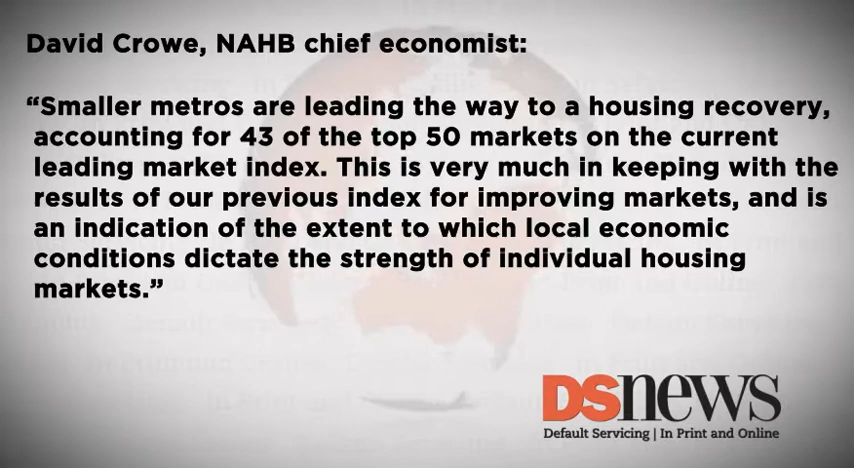 David Crowe, NAHB chief economist:
“Smaller metros are leading the way to a housing recovery,
accounting for 43 of the top 50 markets on the current
leading market index. This is very much in keeping with the
results of our previous index for improving markets, and is
an indication of the extent to which local economic
conditions dictate the strength of individual housing
markets.”
DSnews
Default Servicing | In Print and Online